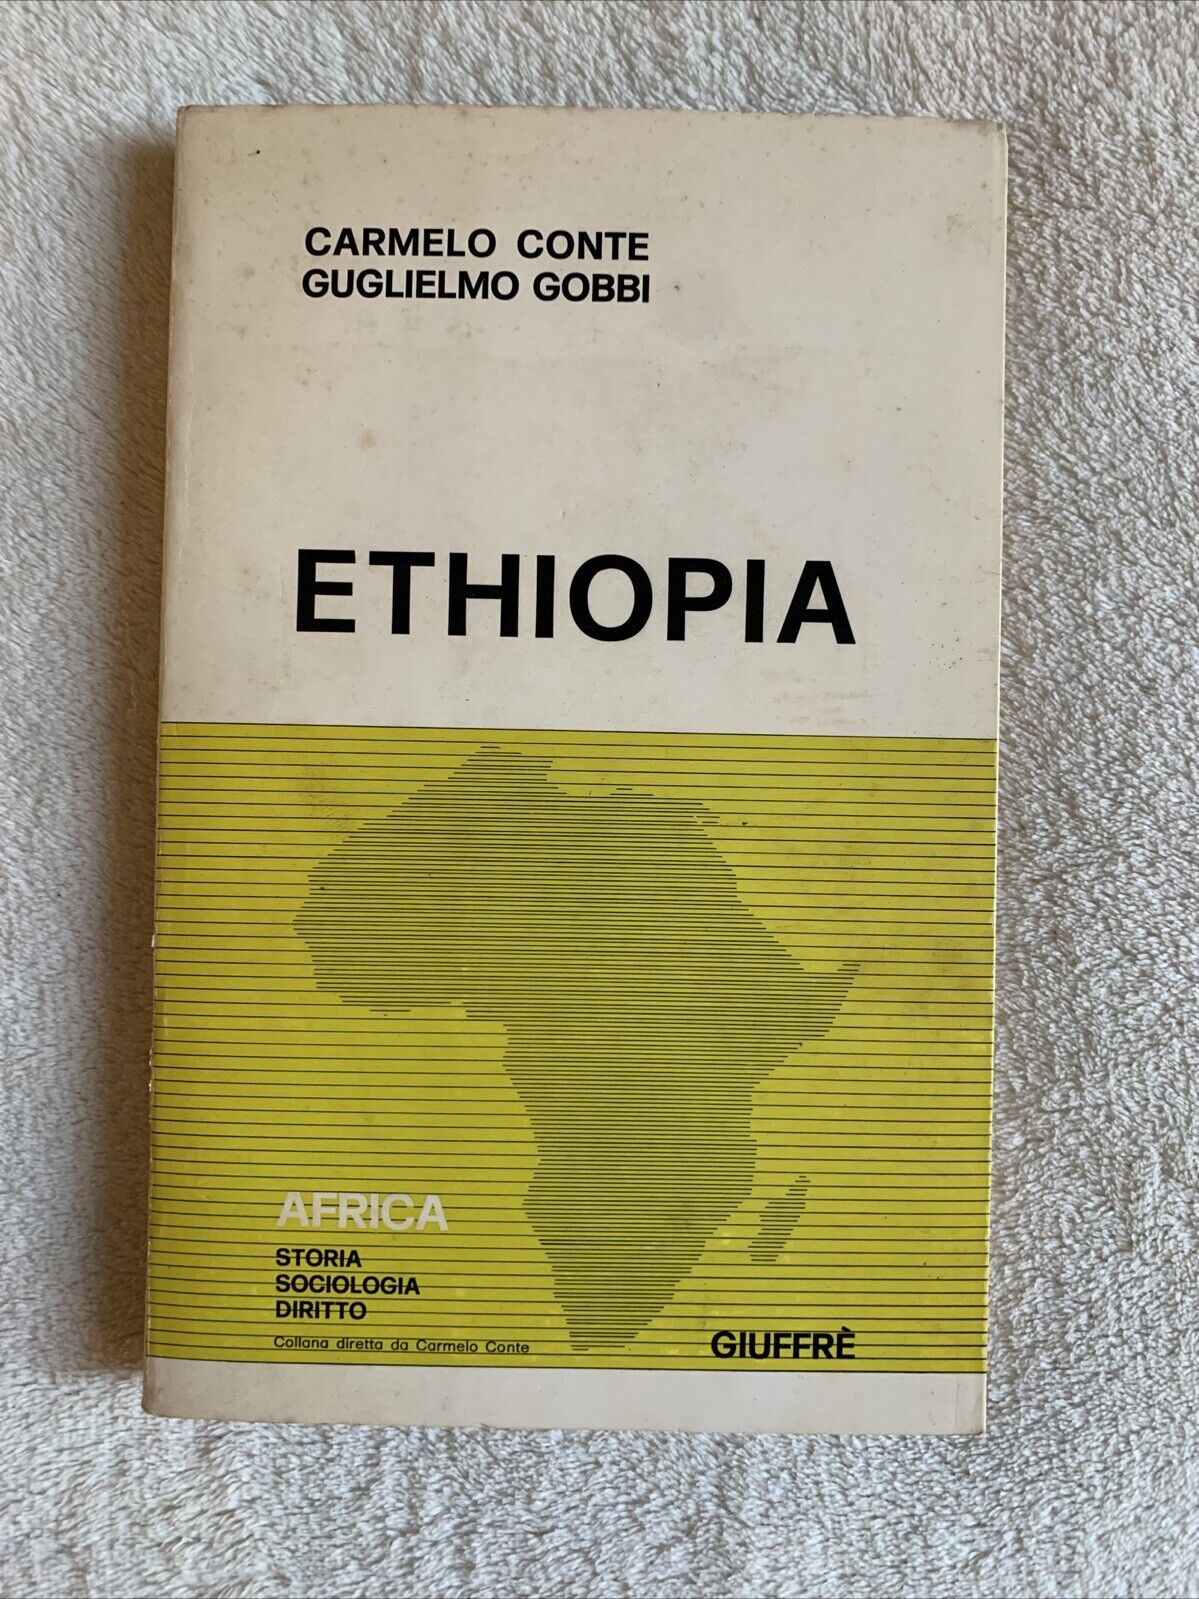 CARMELO CONTE
GUGLIELMO GOBBI
ETHIOPIA
AFRICA
STORIA
SOCIOLOGIA
DIRITTO
Collana diretta da Carmelo Conte
GIUFFRÈ